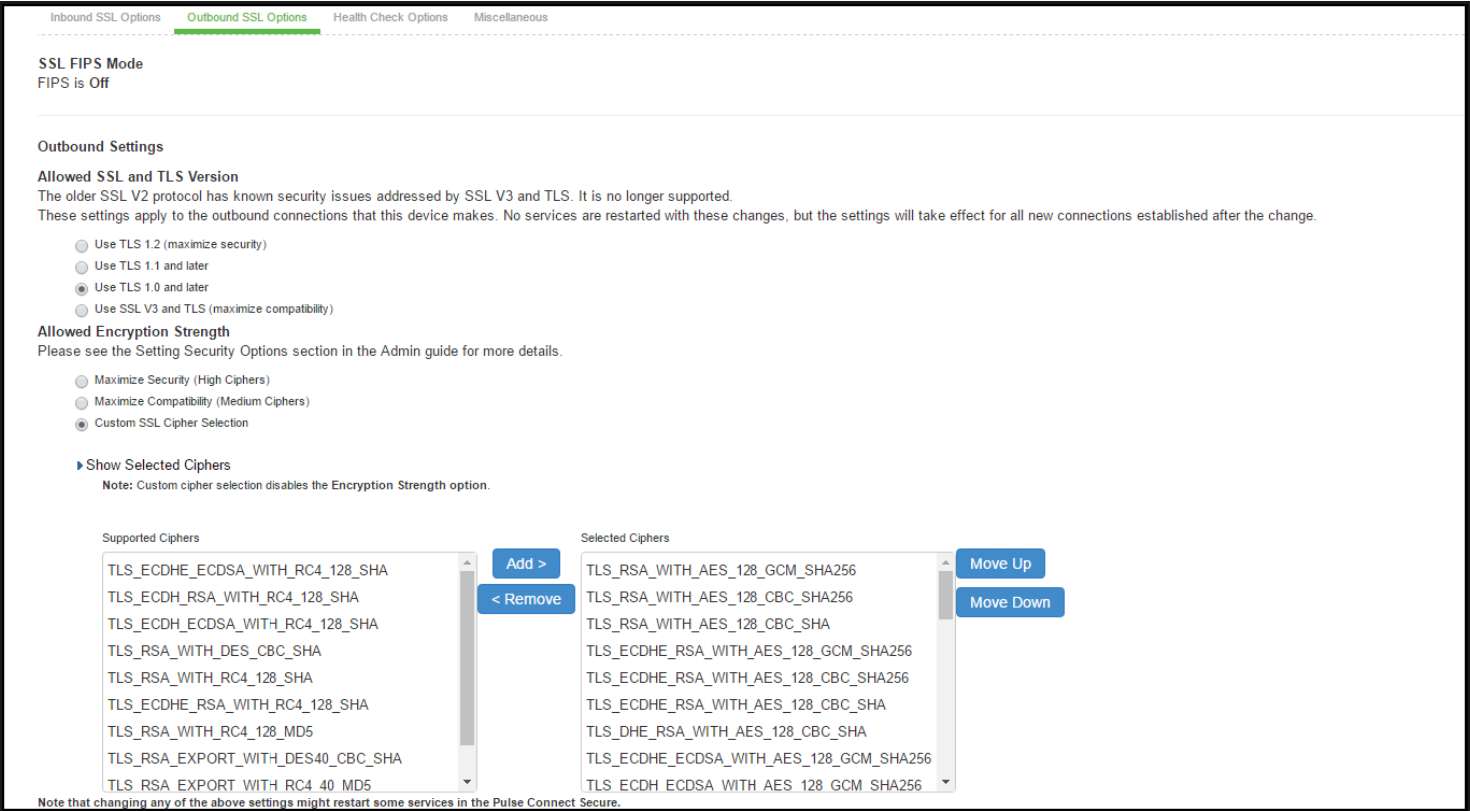 Inbound SSL Options Outbound SSL Options Health Check Options Miscellaneous
SSL FIPS Mode
FIPS is Off
Outbound Settings
Allowed SSL and TLS Version
The older SSL V2 protocol has known security issues addressed by SSL V3 and TLS. It is no longer supported.
These settings apply to the outbound connections that this device makes. No services are restarted with these changes, but the settings will take effect for all new connections established after the change.
Use TLS 1.2 (maximize security)
Use TLS 1.1 and later
Use TLS 1.0 and later
Use SSL V3 and TLS (maximize compatibility)
Allowed Encryption Strength
Please see the Setting Security Options section in the Admin guide for more details.
Maximize Security (High Ciphers)
Maximize Compatibility (Medium Ciphers)
Custom SSL Cipher Selection
Show Selected Ciphers
Note: Custom cipher selection disables the Encryption Strength option.
Supported Ciphers
TLS_ECDHE_ECDSA_WITH_RC4_128_SHA
TLS_ECDH_RSA_WITH_RC4_128_SHA
TLS_ECDH_ECDSA_WITH_RC4_128_SHA
TLS_RSA_WITH_DES_CBC_SHA
TLS_RSA_WITH_RC4_128_SHA
TLS_ECDHE_RSA_WITH_RC4_128_SHA
TLS_RSA_WITH_RC4_128_MD5
TLS_RSA_EXPORT_WITH_DES40_CBC_SHA
TLS_RSA_EXPORT_WITH_RC4_40_MD5
Add >
< Remove
Selected Ciphers
TLS_RSA_WITH_AES_128_GCM_SHA256
TLS_RSA_WITH_AES_128_CBC_SHA256
TLS_RSA_WITH_AES_128_CBC_SHA
TLS_ECDHE_RSA_WITH_AES_128_GCM_SHA256
TLS_ECDHE_RSA_WITH_AES_128_CBC_SHA256
TLS_ECDHE_RSA_WITH_AES_128_CBC_SHA
TLS_DHE_RSA_WITH_AES_128_CBC_SHA
TLS_ECDHE_ECDSA_WITH_AES_128_GCM_SHA256
TLS_ECDH_ECDSA_WITH_AES_128_GCM_SHA256
Move Up
Move Down
Note that changing any of the above settings might restart some services in the Pulse Connect Secure.